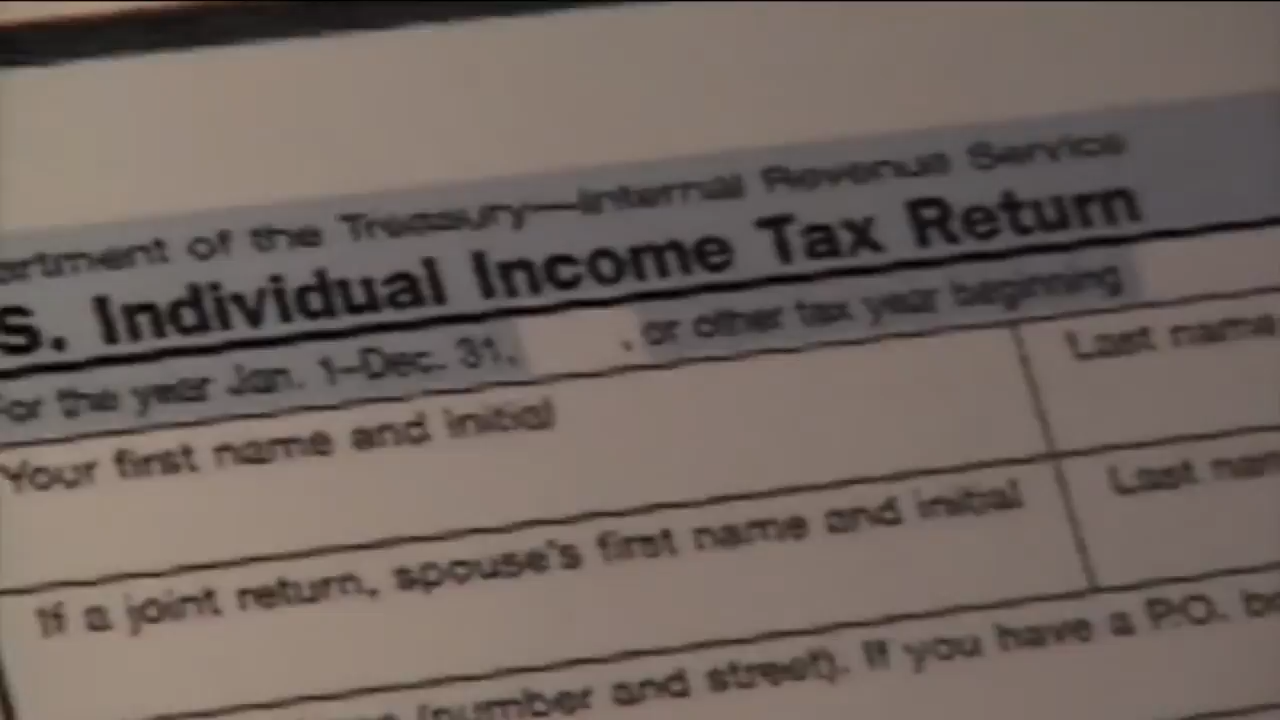 artment of the Treasury—Internal Revenue Service
S. Individual Income Tax Return
For the year Jan. 1–Dec. 31, , or other tax year beginning
Your first name and initial Last name
If a joint return, spouse's first name and initial Last nam
(number and street). If you have a P.O. b